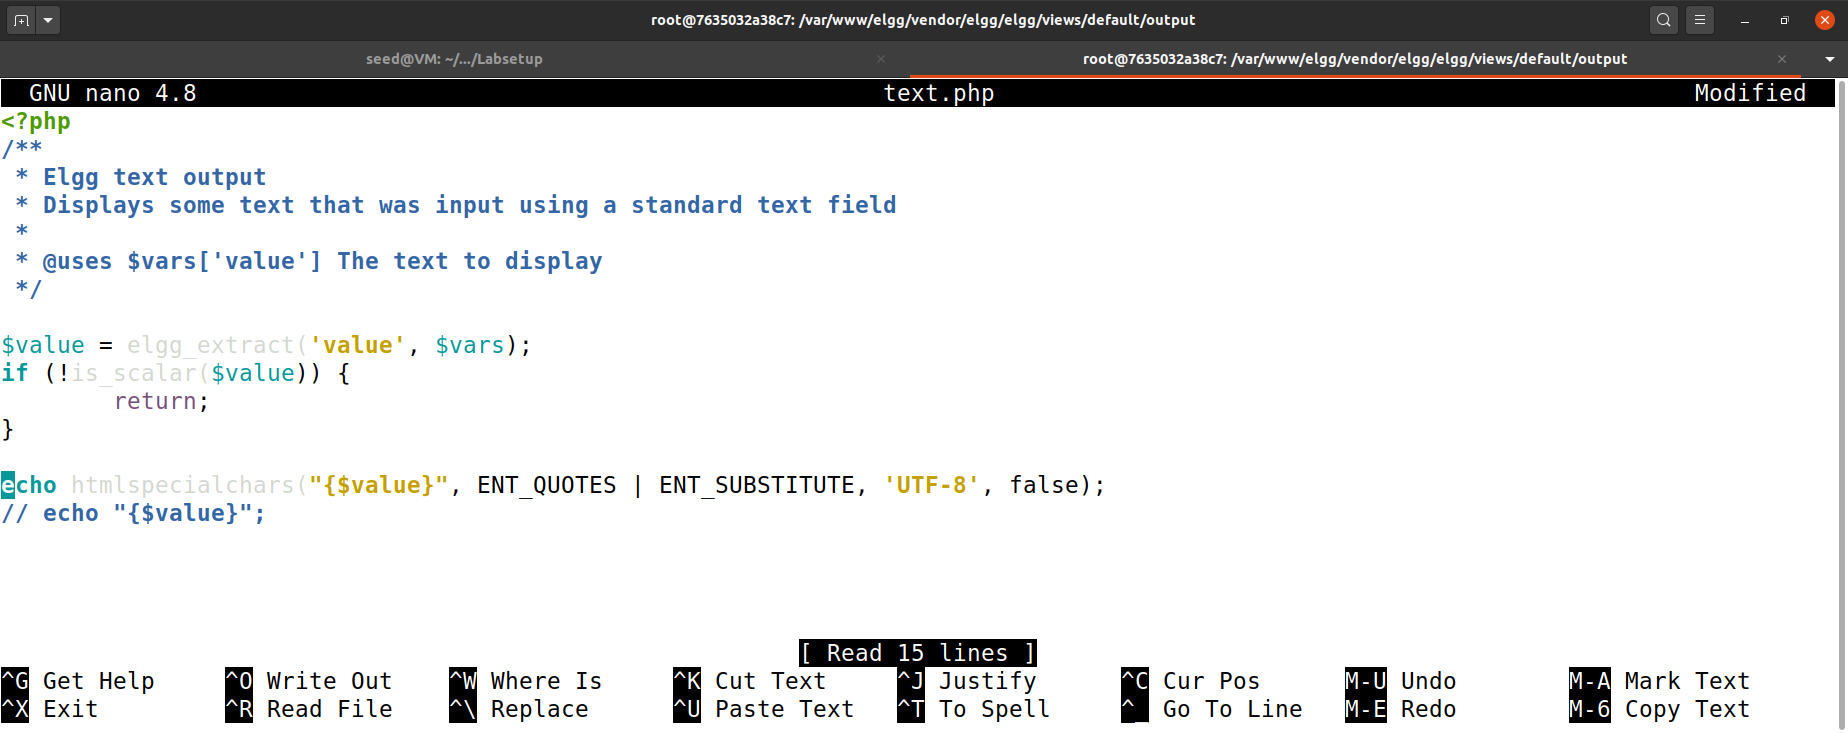 root@7635032a38c7: /var/www/elgg/vendor/elgg/elgg/views/default/output
seed@VM: ~/.../Labsetup
root@7635032a38c7: /var/www/elgg/vendor/elgg/elgg/views/default/output
GNU nano 4.8 text.php Modified
<?php
/**
 * Elgg text output
 * Displays some text that was input using a standard text field
 *
 * @uses $vars['value'] The text to display
 */

$value = elgg_extract('value', $vars);
if (!is_scalar($value)) {
        return;
}

echo htmlspecialchars("{$value}", ENT_QUOTES | ENT_SUBSTITUTE, 'UTF-8', false);
// echo "{$value}";
[ Read 15 lines ]
^G Get Help ^O Write Out ^W Where Is ^K Cut Text ^J Justify ^C Cur Pos M-U Undo M-A Mark Text
^X Exit ^R Read File ^\ Replace ^U Paste Text ^T To Spell ^_ Go To Line M-E Redo M-6 Copy Text